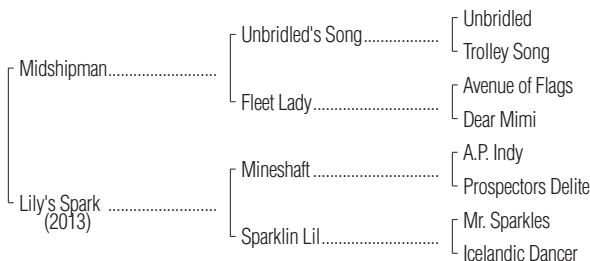 Unbridled
Unbridled's Song....................
Trolley Song
Midshipman............................
Avenue of Flags
Fleet Lady.................................
Dear Mimi
A.P. Indy
Mineshaft .................................
Prospectors Delite
Lily's Spark ............................
(2013)
Mr. Sparkles
Sparklin Lil...............................
Icelandic Dancer